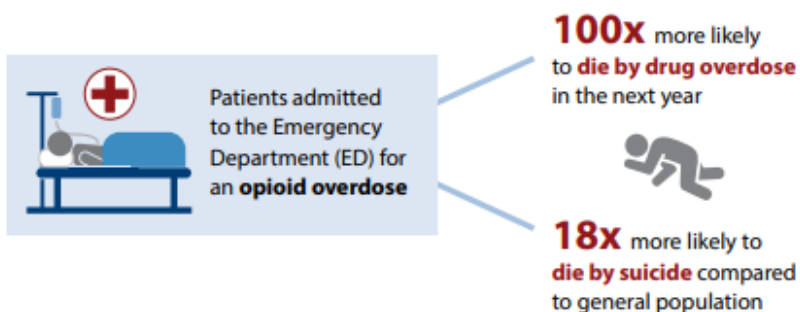 Patients admitted
to the Emergency
Department (ED) for
an opioid overdose
100x more likely
to die by drug overdose
in the next year
18x more likely to
die by suicide compared
to general population